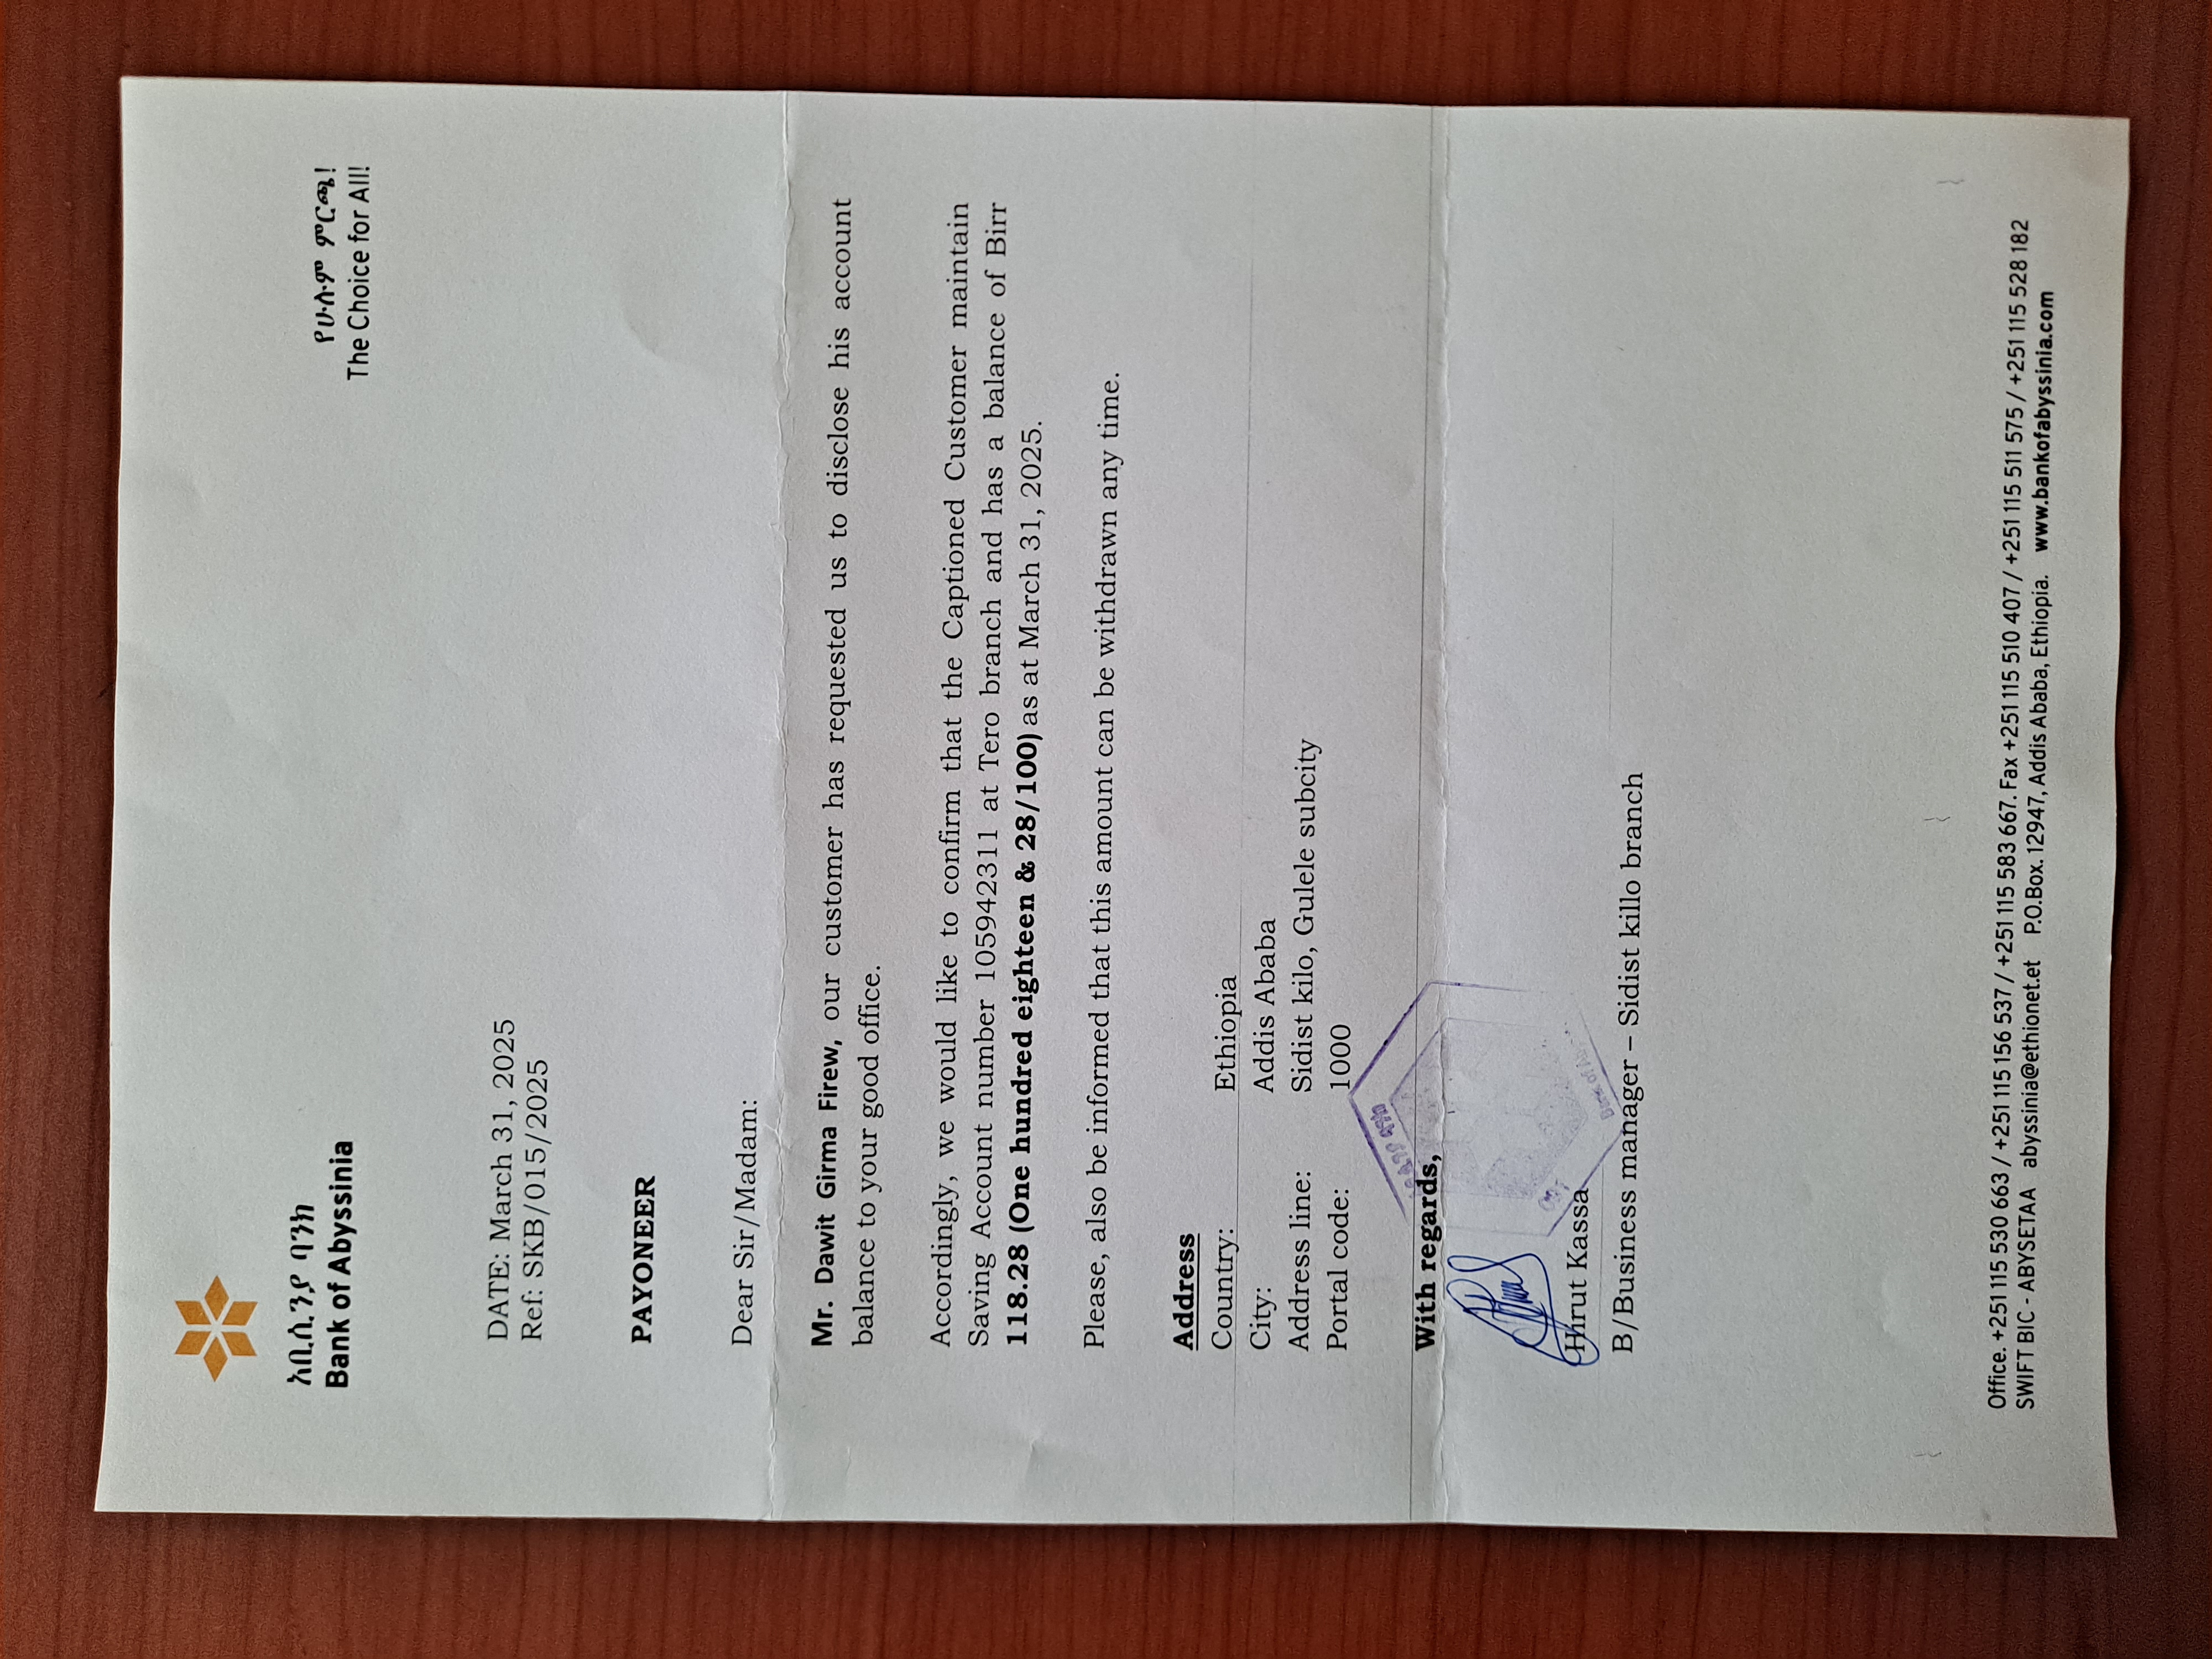 አቢሲንያ ባንክ
Bank of Abyssinia
የሁሉም ምርጫ!
The Choice for All!
DATE: March 31, 2025
Ref: SKB/015/2025
PAYONEER
Dear Sir/Madam:
Mr. Dawit Girma Firew, our customer has requested us to disclose his account
balance to your good office.
Accordingly, we would like to confirm that the Captioned Customer maintain
Saving Account number 105942311 at Tero branch and has a balance of Birr
118.28 (One hundred eighteen & 28/100) as at March 31, 2025.
Please, also be informed that this amount can be withdrawn any time.
Address
Country: Ethiopia
City: Addis Ababa
Address line: Sidist kilo, Gulele subcity
Portal code: 1000
ባንክ
With regards,
Bank of
Hirut Kassa
B/Business manager – Sidist killo branch
Office. +251 115 530 663 / +251 115 156 537 / +251 115 583 667. Fax +251 115 510 407 / +251 115 511 575 / +251 115 528 182
SWIFT BIC - ABYSETAA abyssinia@ethionet.et P.O.Box. 12947, Addis Ababa, Ethiopia. www.bankofabyssinia.com